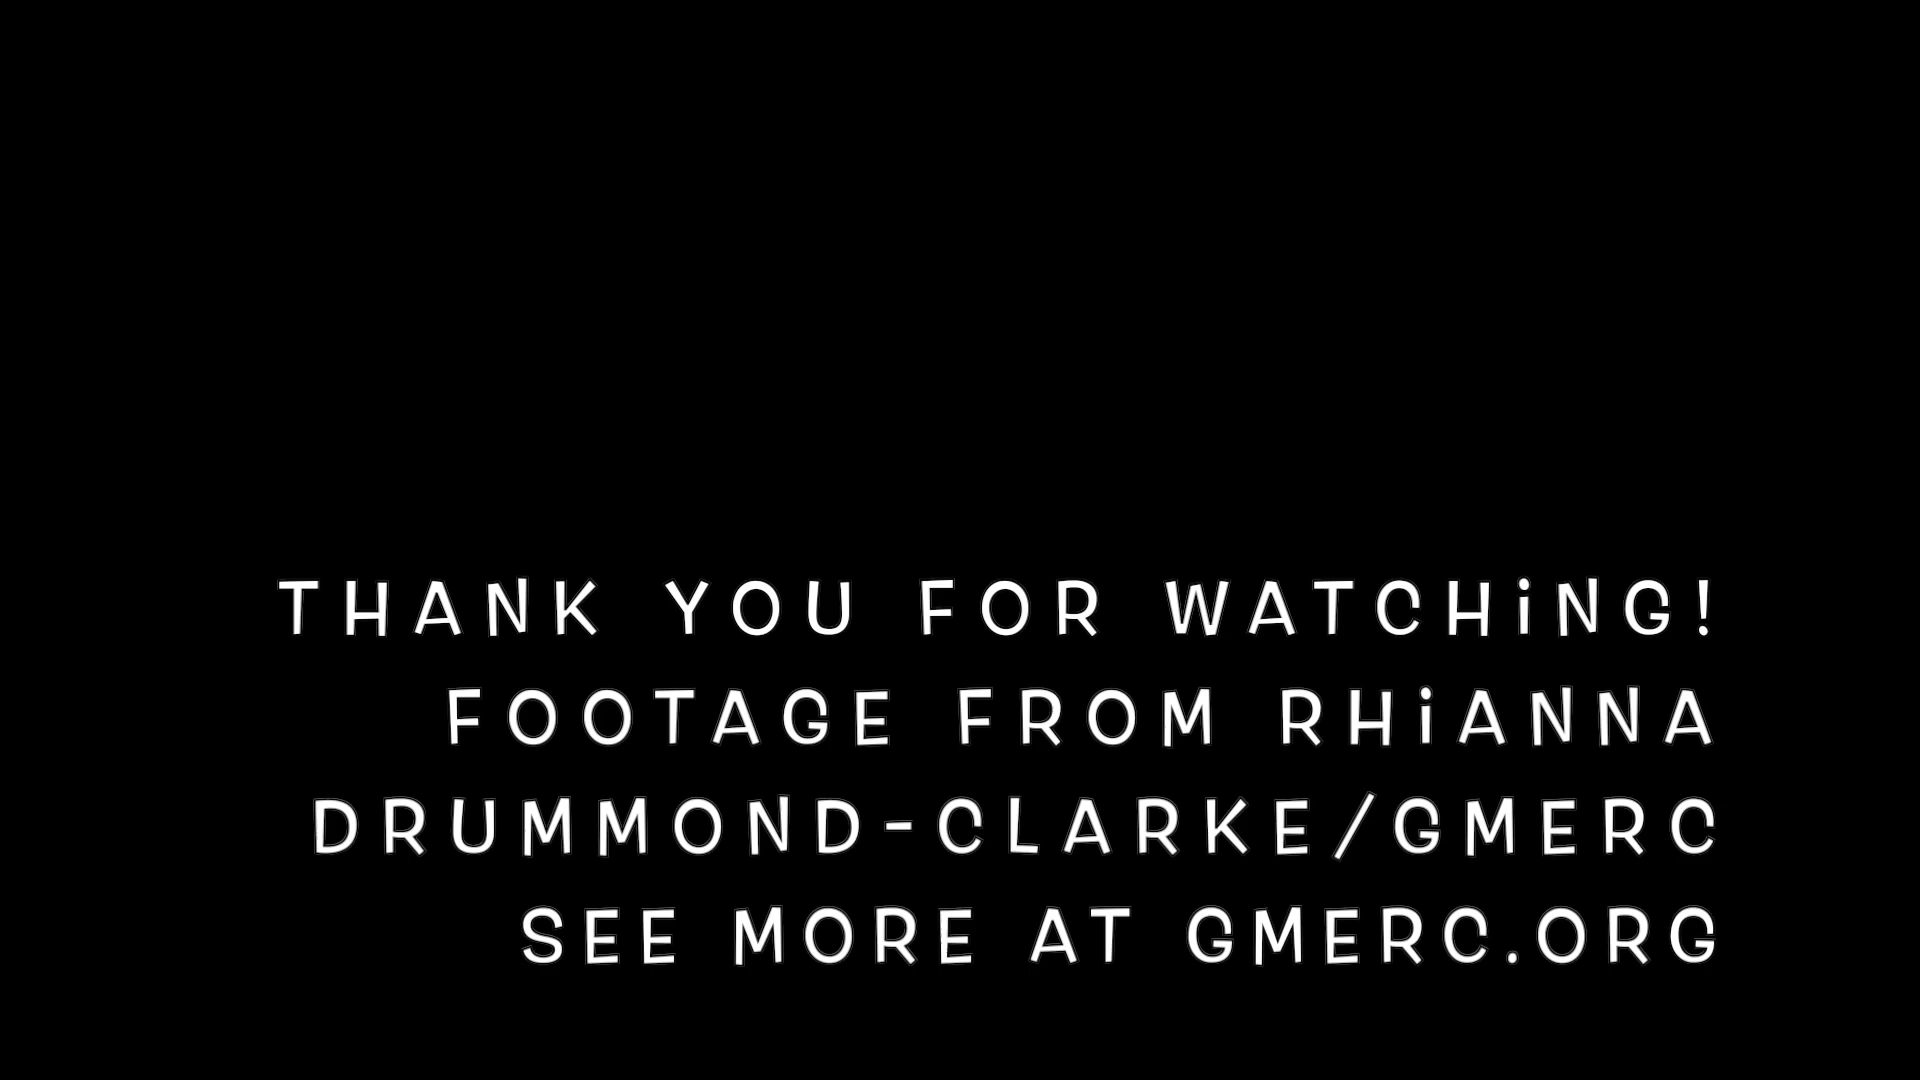 THANK YOU FOR WATCHiNG!
FOOTAGE FROM RHiANNA
DRUMMOND-CLARKE/GMERC
SEE MORE AT GMERC.ORG